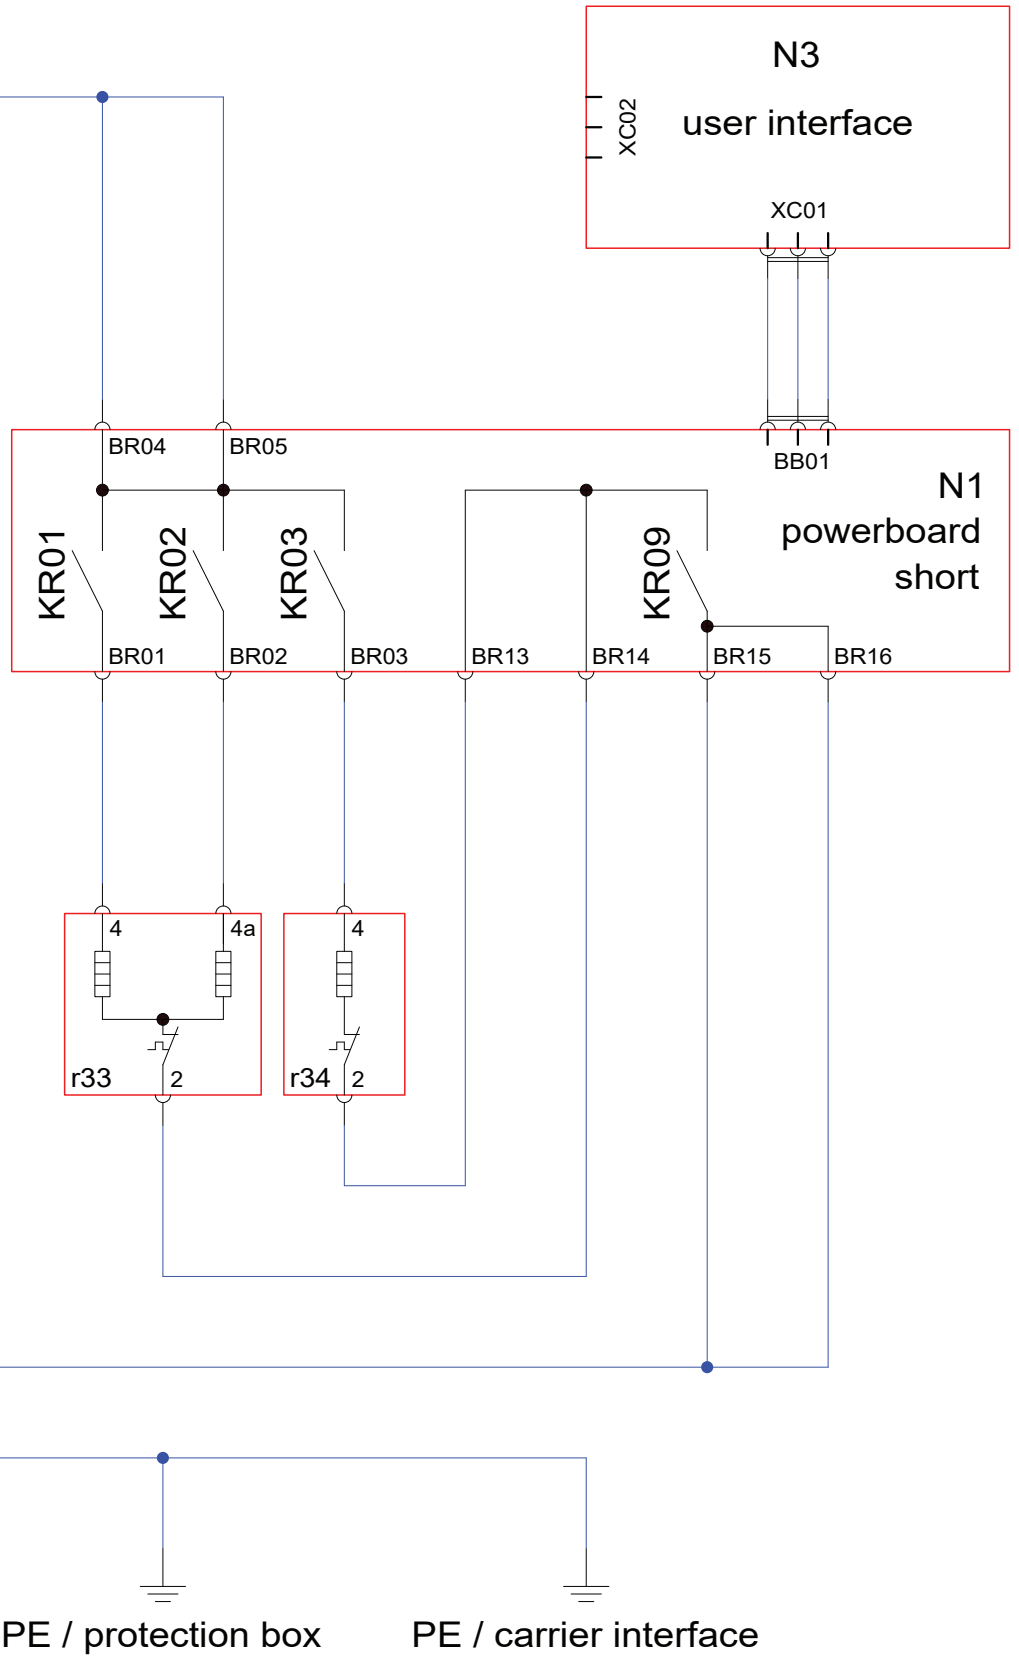 N3
XC02
user interface
XC01
BR04
BR05
BB01
N1
powerboard
short
KR01
KR02
KR03
KR09
BR01
BR02
BR03
BR13
BR14
BR15
BR16
4
4a
4
r33
2
r34
2
PE / protection box
PE / carrier interface